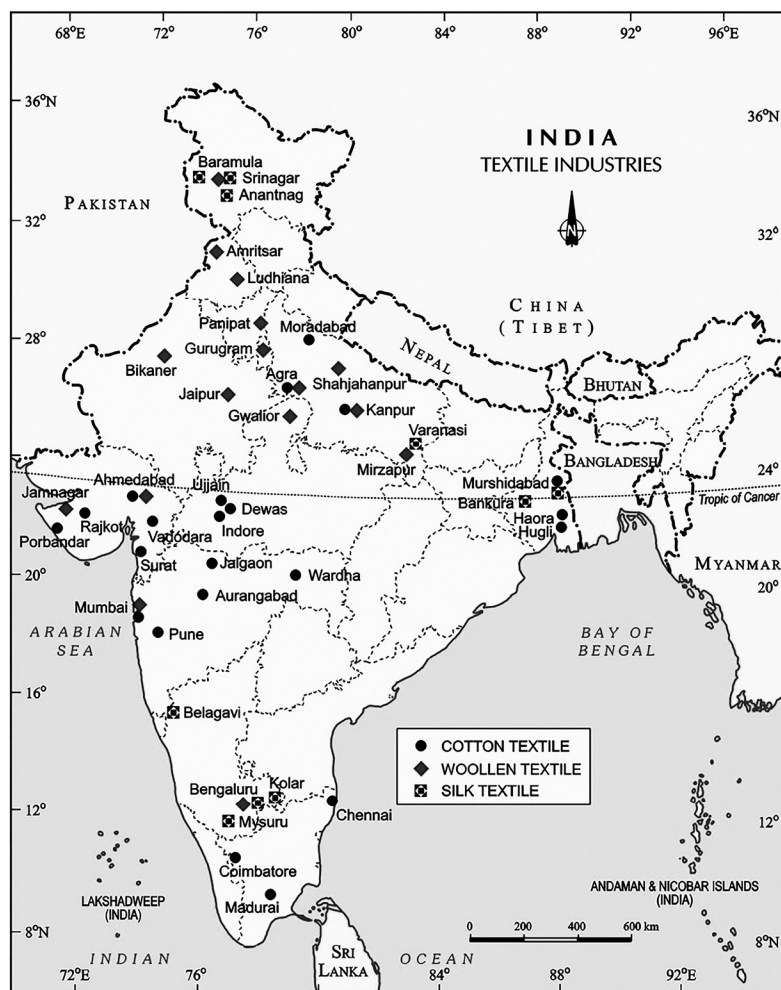 68°E 72°E 76°E 80°E 84°E 88°E 92°E 96°E
36°N 36°N
INDIA
TEXTILE INDUSTRIES
N
Baramula
Srinagar
Anantnag
PAKISTAN
32°N 32°
Amritsar
Ludhiana
CHINA
(TIBET)
Panipat
Moradabad
28°N 28°
Gurugram
NEPAL
Bikaner
Agra
Shahjahanpur
BHUTAN
Jaipur
Gwalior
Kanpur
Varanasi
Mirzapur
BANGLADESH
24°
Ahmedabad
Ujjain
Murshidabad
Jamnagar
Dewas
Bankura
Tropic of Cancer
Rajkot
Indore
Haora
Porbandar
Vadodara
Hugli
Surat
Jalgaon
Wardha
MYANMAR
20°N 20°
Aurangabad
Mumbai
ARABIAN
SEA
Pune
BAY OF
BENGAL
16°N 16°
Belagavi
COTTON TEXTILE
WOOLLEN TEXTILE
SILK TEXTILE
Bengaluru
Kolar
12°N 12°
Mysuru
Chennai
Coimbatore
LAKSHADWEEP
(INDIA)
Madurai
ANDAMAN & NICOBAR ISLANDS
(INDIA)
8°N 8°N
0 200 400 600 km
INDIAN OCEAN
SRI
LANKA
72°E 76°E 84°E 88°E 92°E